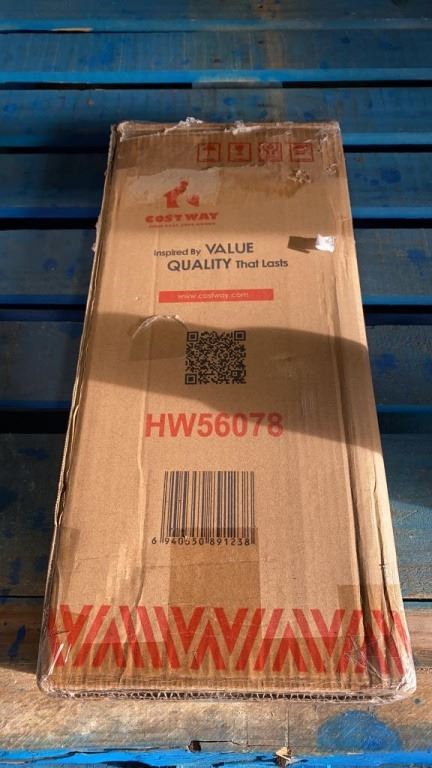 COSTWAY
Inspired By VALUE
QUALITY That Lasts
www.costway.com
HW56078
6 940350 891238